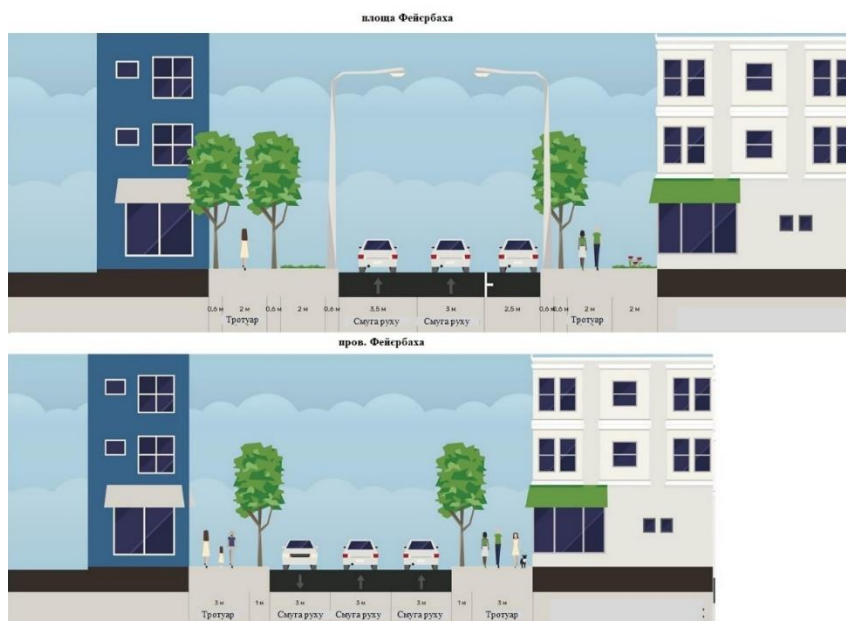 площа Фейєрбаха
0,6 м 2 м 0,6 м 2 м 0,6 м 3,5 м 3 м 2,5 м 0,6 м 0,6 м 2 м 2 м
Тротуар Смуга руху Смуга руху Тротуар
пров. Фейєрбаха
3 м 1 м 3 м 3 м 3 м 1 м 3 м
Тротуар Смуга руху Смуга руху Смуга руху Тротуар